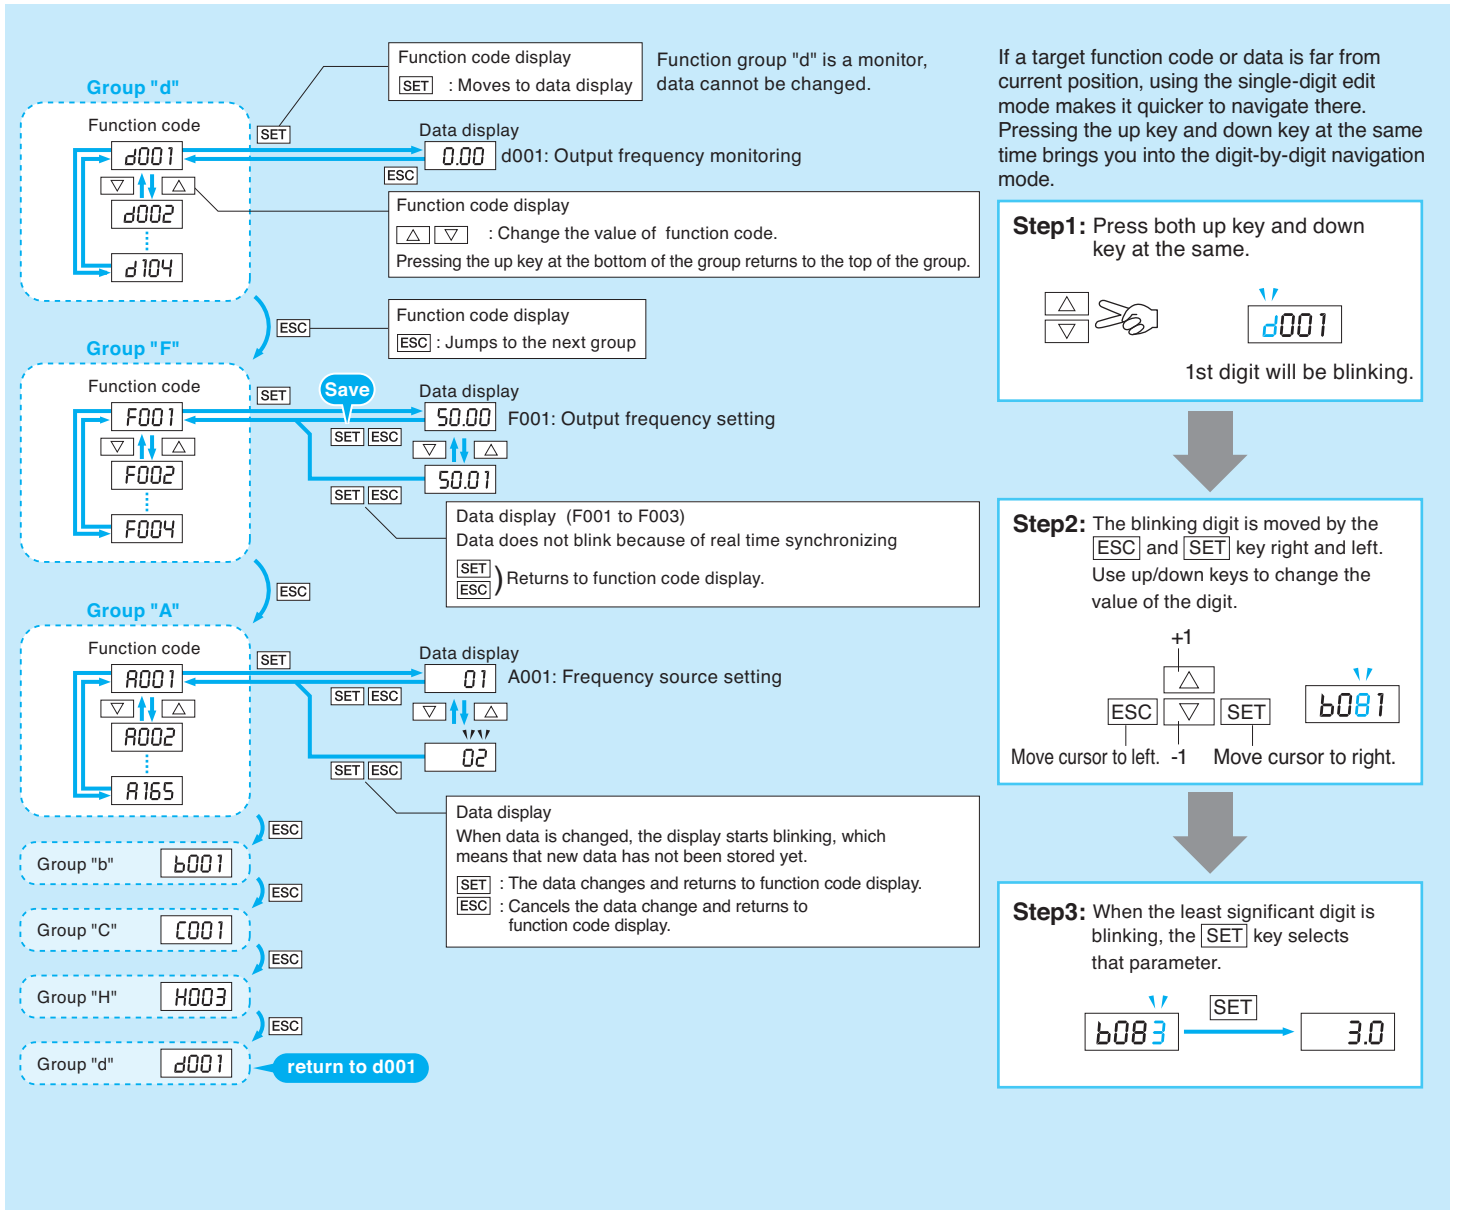 Function code display
SET : Moves to data display
Function group "d" is a monitor,
data cannot be changed.
Group "d"
Function code
SET
d001
Data display
0.00 d001: Output frequency monitoring
ESC
▽ △
d002
d104
Function code display
△ ▽ : Change the value of function code.
Pressing the up key at the bottom of the group returns to the top of the group.
ESC
Function code display
ESC : Jumps to the next group
Group "F"
Function code
SET
Save
Data display
F001
50.00 F001: Output frequency setting
SET ESC
▽ △
▽ △
F002
50.01
SET ESC
F004
Data display (F001 to F003)
Data does not blink because of real time synchronizing
SET
ESC ) Returns to function code display.
ESC
Group "A"
Function code
SET
Data display
A001
01 A001: Frequency source setting
SET ESC
▽ △
▽ △
A002
02
SET ESC
A165
Data display
When data is changed, the display starts blinking, which
means that new data has not been stored yet.
SET : The data changes and returns to function code display.
ESC : Cancels the data change and returns to
function code display.
ESC
Group "b" b001
ESC
Group "C" C001
ESC
Group "H" H003
ESC
Group "d" d001
return to d001
If a target function code or data is far from
current position, using the single-digit edit
mode makes it quicker to navigate there.
Pressing the up key and down key at the same
time brings you into the digit-by-digit navigation
mode.
Step1: Press both up key and down
key at the same.
△
▽
d001
1st digit will be blinking.
Step2: The blinking digit is moved by the
ESC and SET key right and left.
Use up/down keys to change the
value of the digit.
+1
△
ESC ▽ SET
b081
Move cursor to left. -1 Move cursor to right.
Step3: When the least significant digit is
blinking, the SET key selects
that parameter.
b083 SET 3.0